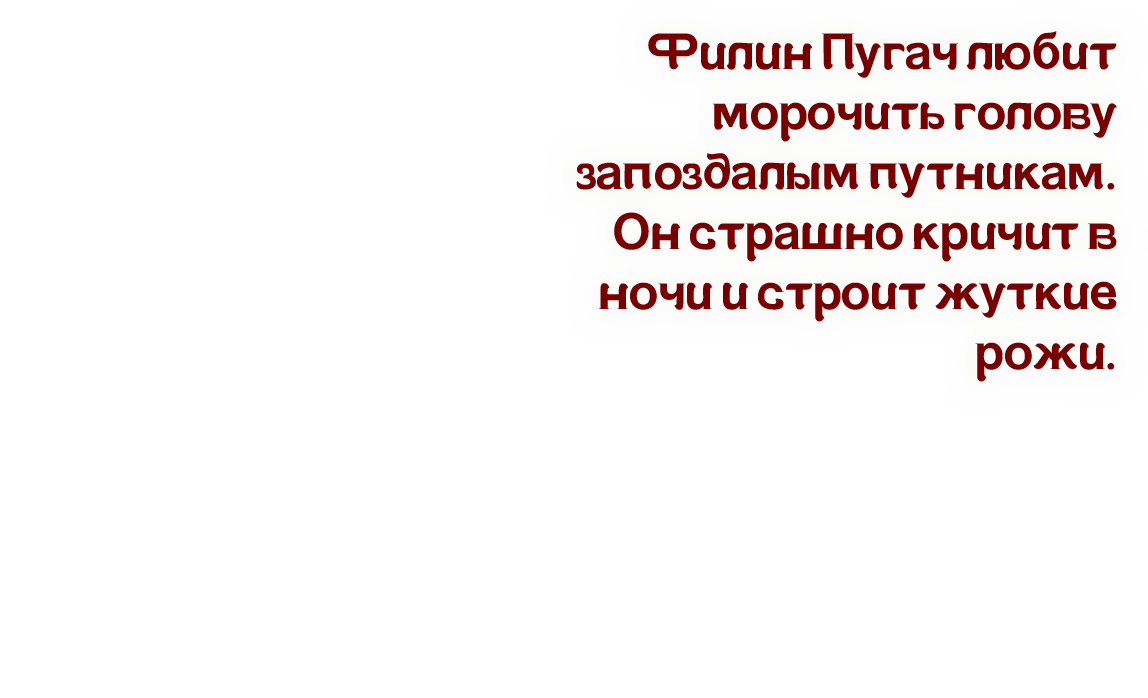 Филин Пугач любит
морочить голову
запоздалым путникам.
Он страшно кричит в
ночи и строит жуткие
рожи.